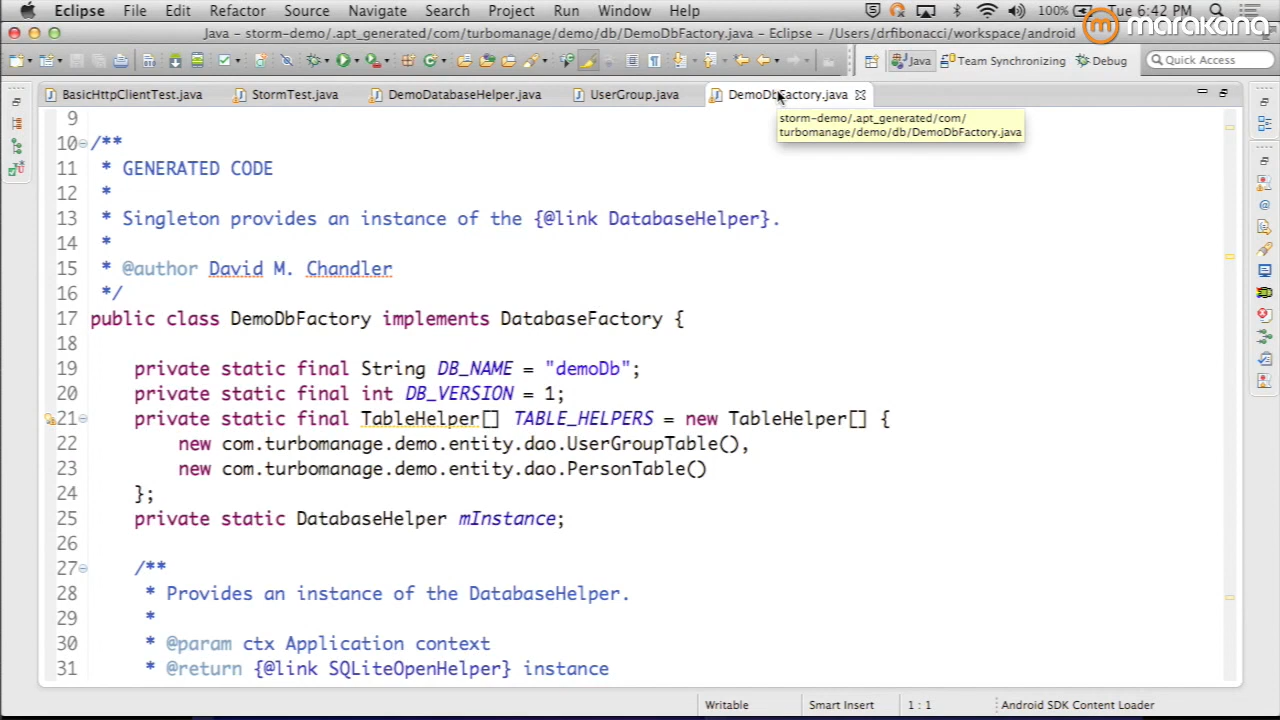 Eclipse File Edit Refactor Source Navigate Search Project Run Window Help 100% Tue 6:42 PM
marakana
Java - storm-demo/.apt_generated/com/turbomanage/demo/db/DemoDbFactory.java - Eclipse - /Users/drfibonacci/workspace/android
Java Team Synchronizing Debug Quick Access
BasicHttpClientTest.java StormTest.java DemoDatabaseHelper.java UserGroup.java DemoDbFactory.java
storm-demo/.apt_generated/com/
turbomanage/demo/db/DemoDbFactory.java
9
10 /**
11 * GENERATED CODE
12 *
13 * Singleton provides an instance of the {@link DatabaseHelper}.
14 *
15 * @author David M. Chandler
16 */
17 public class DemoDbFactory implements DatabaseFactory {
18
19 private static final String DB_NAME = "demoDb";
20 private static final int DB_VERSION = 1;
21 private static final TableHelper[] TABLE_HELPERS = new TableHelper[] {
22 new com.turbomanage.demo.entity.dao.UserGroupTable(),
23 new com.turbomanage.demo.entity.dao.PersonTable()
24 };
25 private static DatabaseHelper mInstance;
26
27 /**
28 * Provides an instance of the DatabaseHelper.
29 *
30 * @param ctx Application context
31 * @return {@link SQLiteOpenHelper} instance
Writable Smart Insert 1 : 1 Android SDK Content Loader